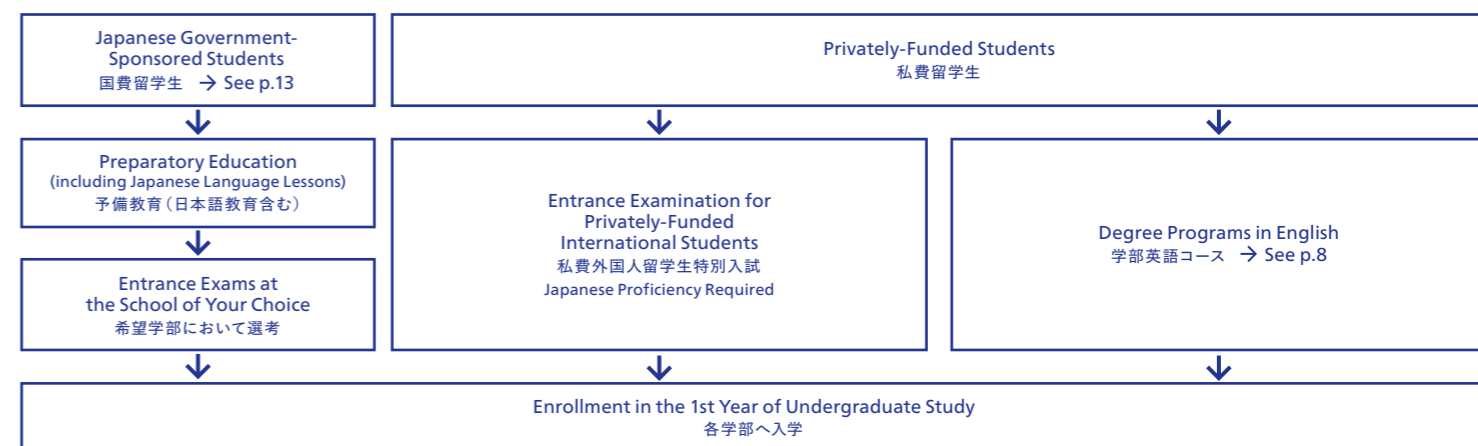 Japanese Government-
Sponsored Students
国費留学生 → See p.13
Privately-Funded Students
私費留学生
Preparatory Education
(including Japanese Language Lessons)
予備教育（日本語教育含む）
Entrance Exams at
the School of Your Choice
希望学部において選考
Entrance Examination for
Privately-Funded
International Students
私費外国人留学生特別入試
Japanese Proficiency Required
Degree Programs in English
学部英語コース → See p.8
Enrollment in the 1st Year of Undergraduate Study
各学部へ入学